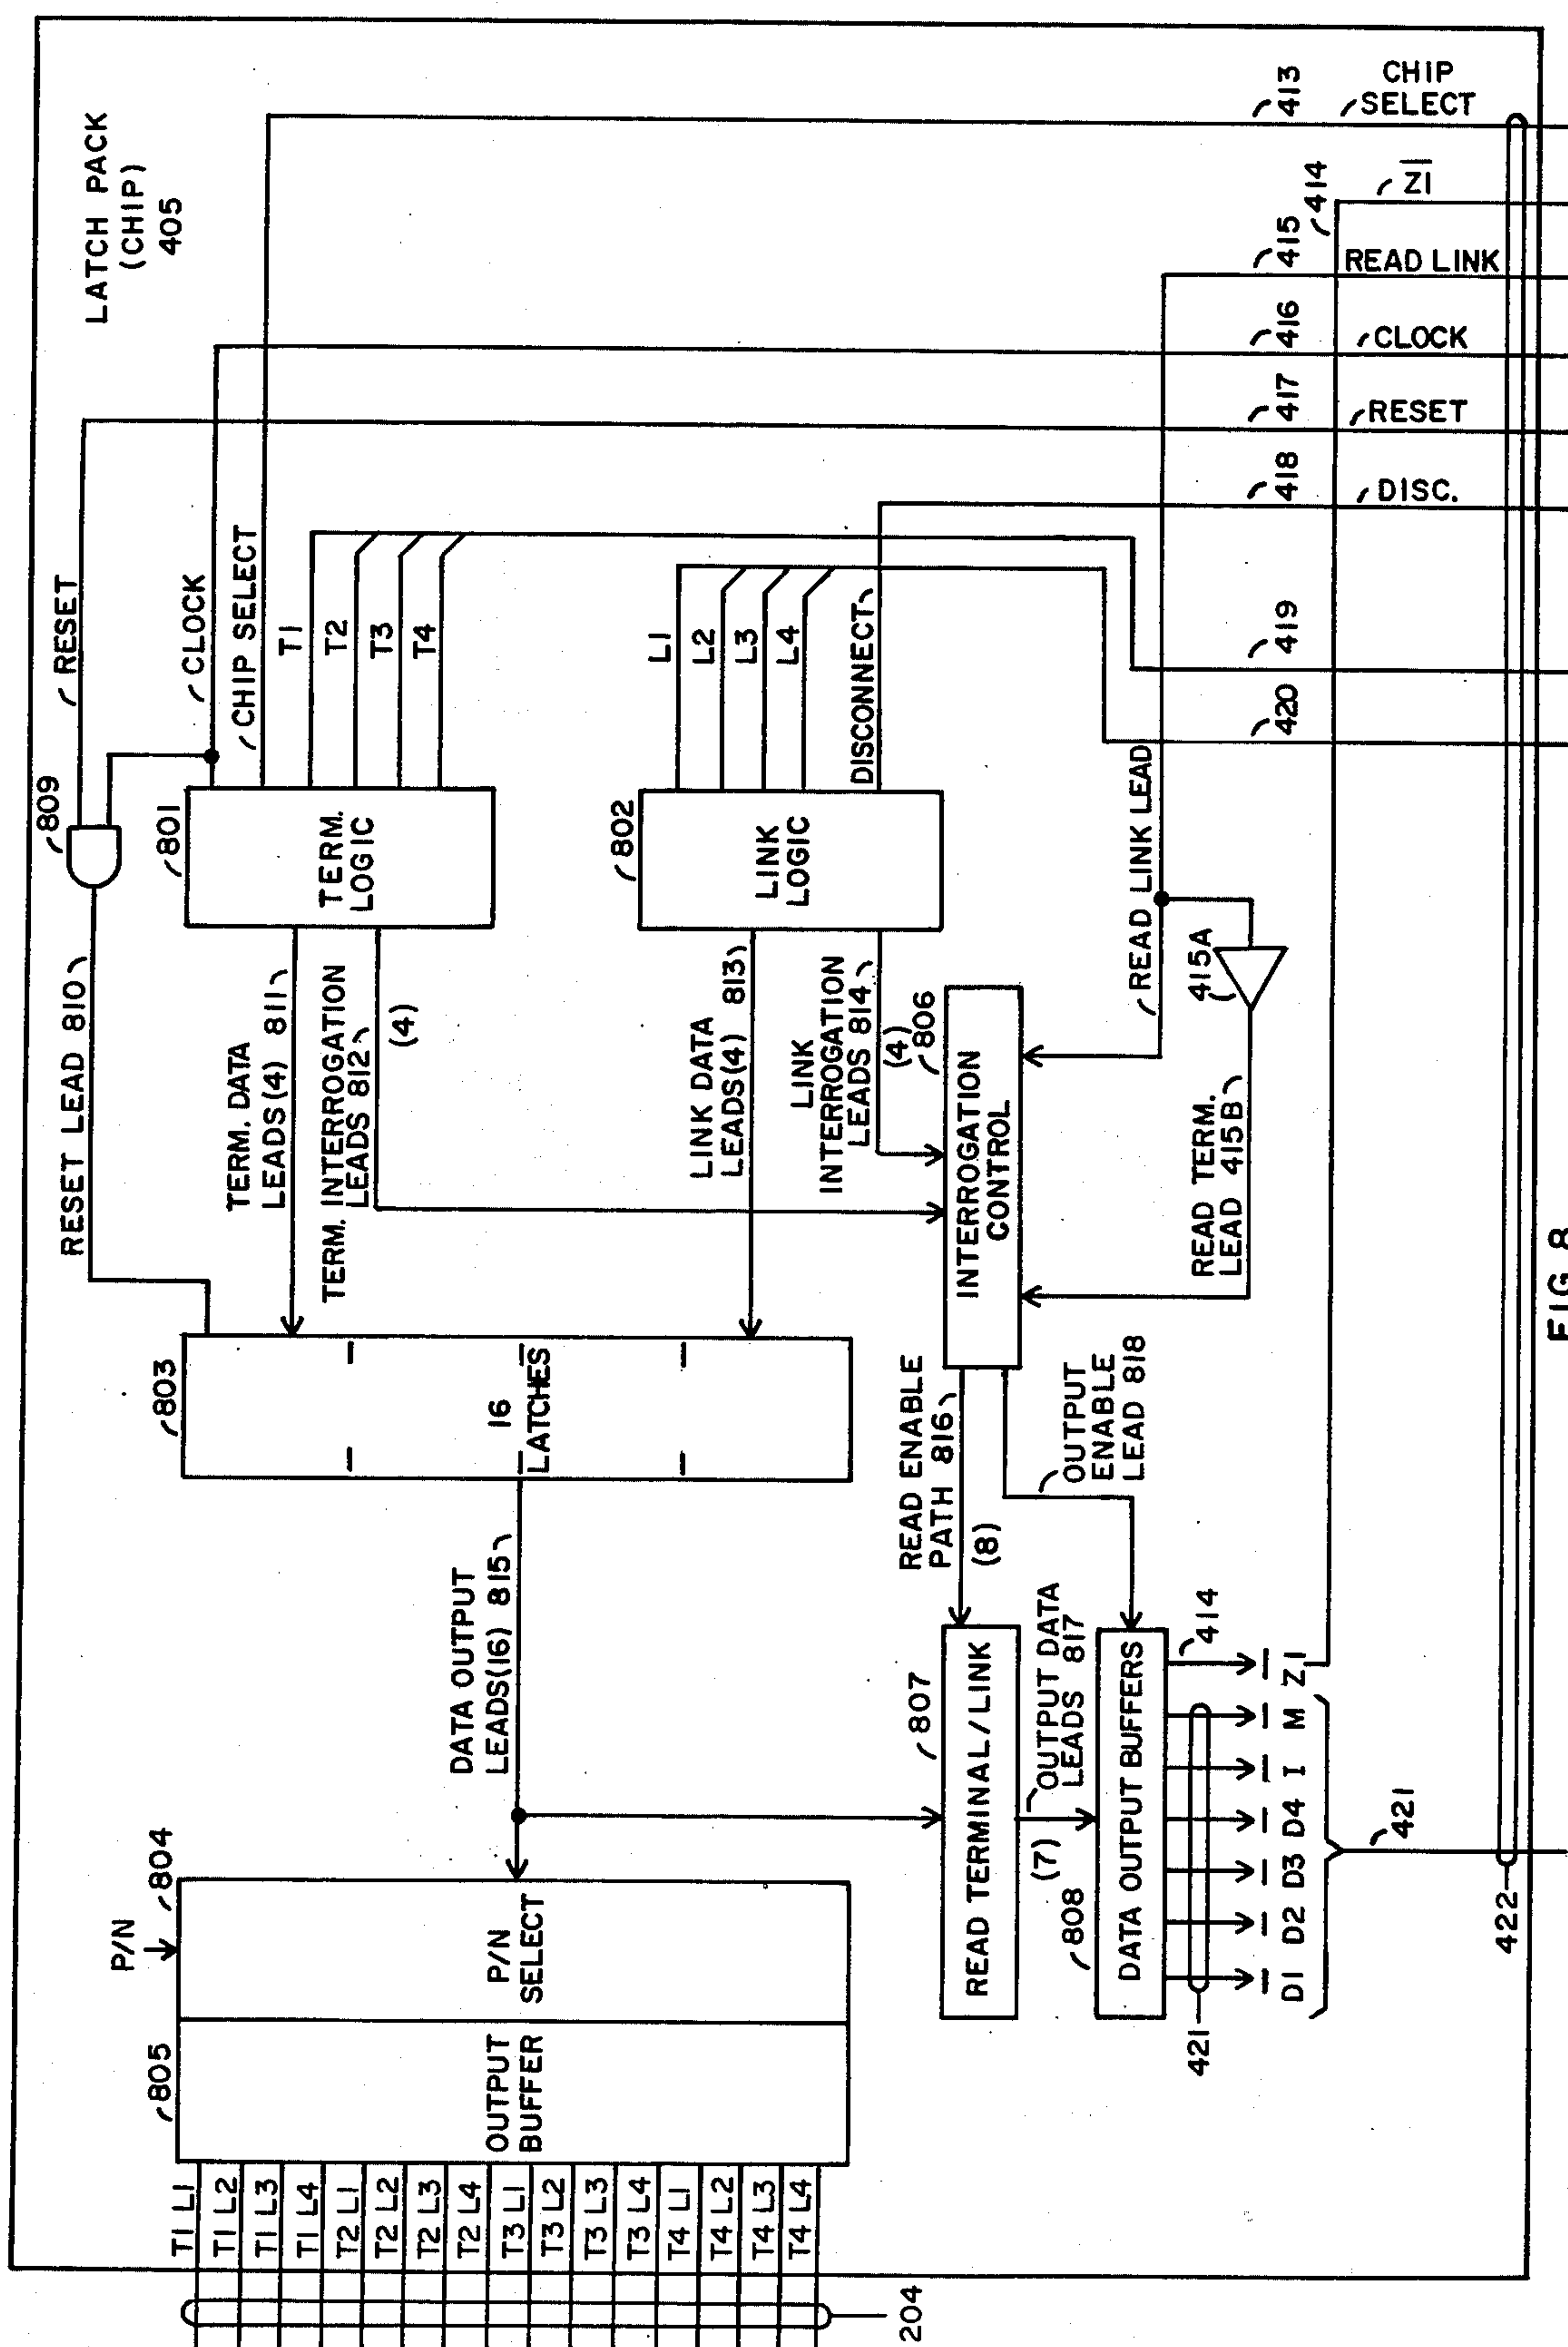 LATCH PACK
(CHIP)
405
RESET
CLOCK
CHIP SELECT
T1
T2
T3
T4
L1
L2
L3
L4
DISCONNECT
413
CHIP
SELECT
414
Z1
415
READ LINK
416
CLOCK
417
RESET
418
DISC.
419
420
809
801
TERM.
LOGIC
802
LINK
LOGIC
READ LINK LEAD
415A
RESET LEAD 810
TERM. DATA
LEADS(4) 811
TERM. INTERROGATION
LEADS 812
(4)
LINK DATA
LEADS(4) 813
LINK
INTERROGATION
LEADS 814
(4)
806
INTERROGATION
CONTROL
READ TERM.
LEAD 415B
803
16
LATCHES
READ ENABLE
PATH 816
(8)
OUTPUT
ENABLE
LEAD 818
DATA OUTPUT
LEADS(16) 815
P/N
804
P/N
SELECT
805
OUTPUT
BUFFER
807
READ TERMINAL/LINK
OUTPUT DATA
LEADS 817
(7)
808
DATA OUTPUT BUFFERS
414
421
D1 D2 D3 D4 I M Z1
421
422
T1 L1
T1 L2
T1 L3
T1 L4
T2 L1
T2 L2
T2 L3
T2 L4
T3 L1
T3 L2
T3 L3
T3 L4
T4 L1
T4 L2
T4 L3
T4 L4
204
FIG 8